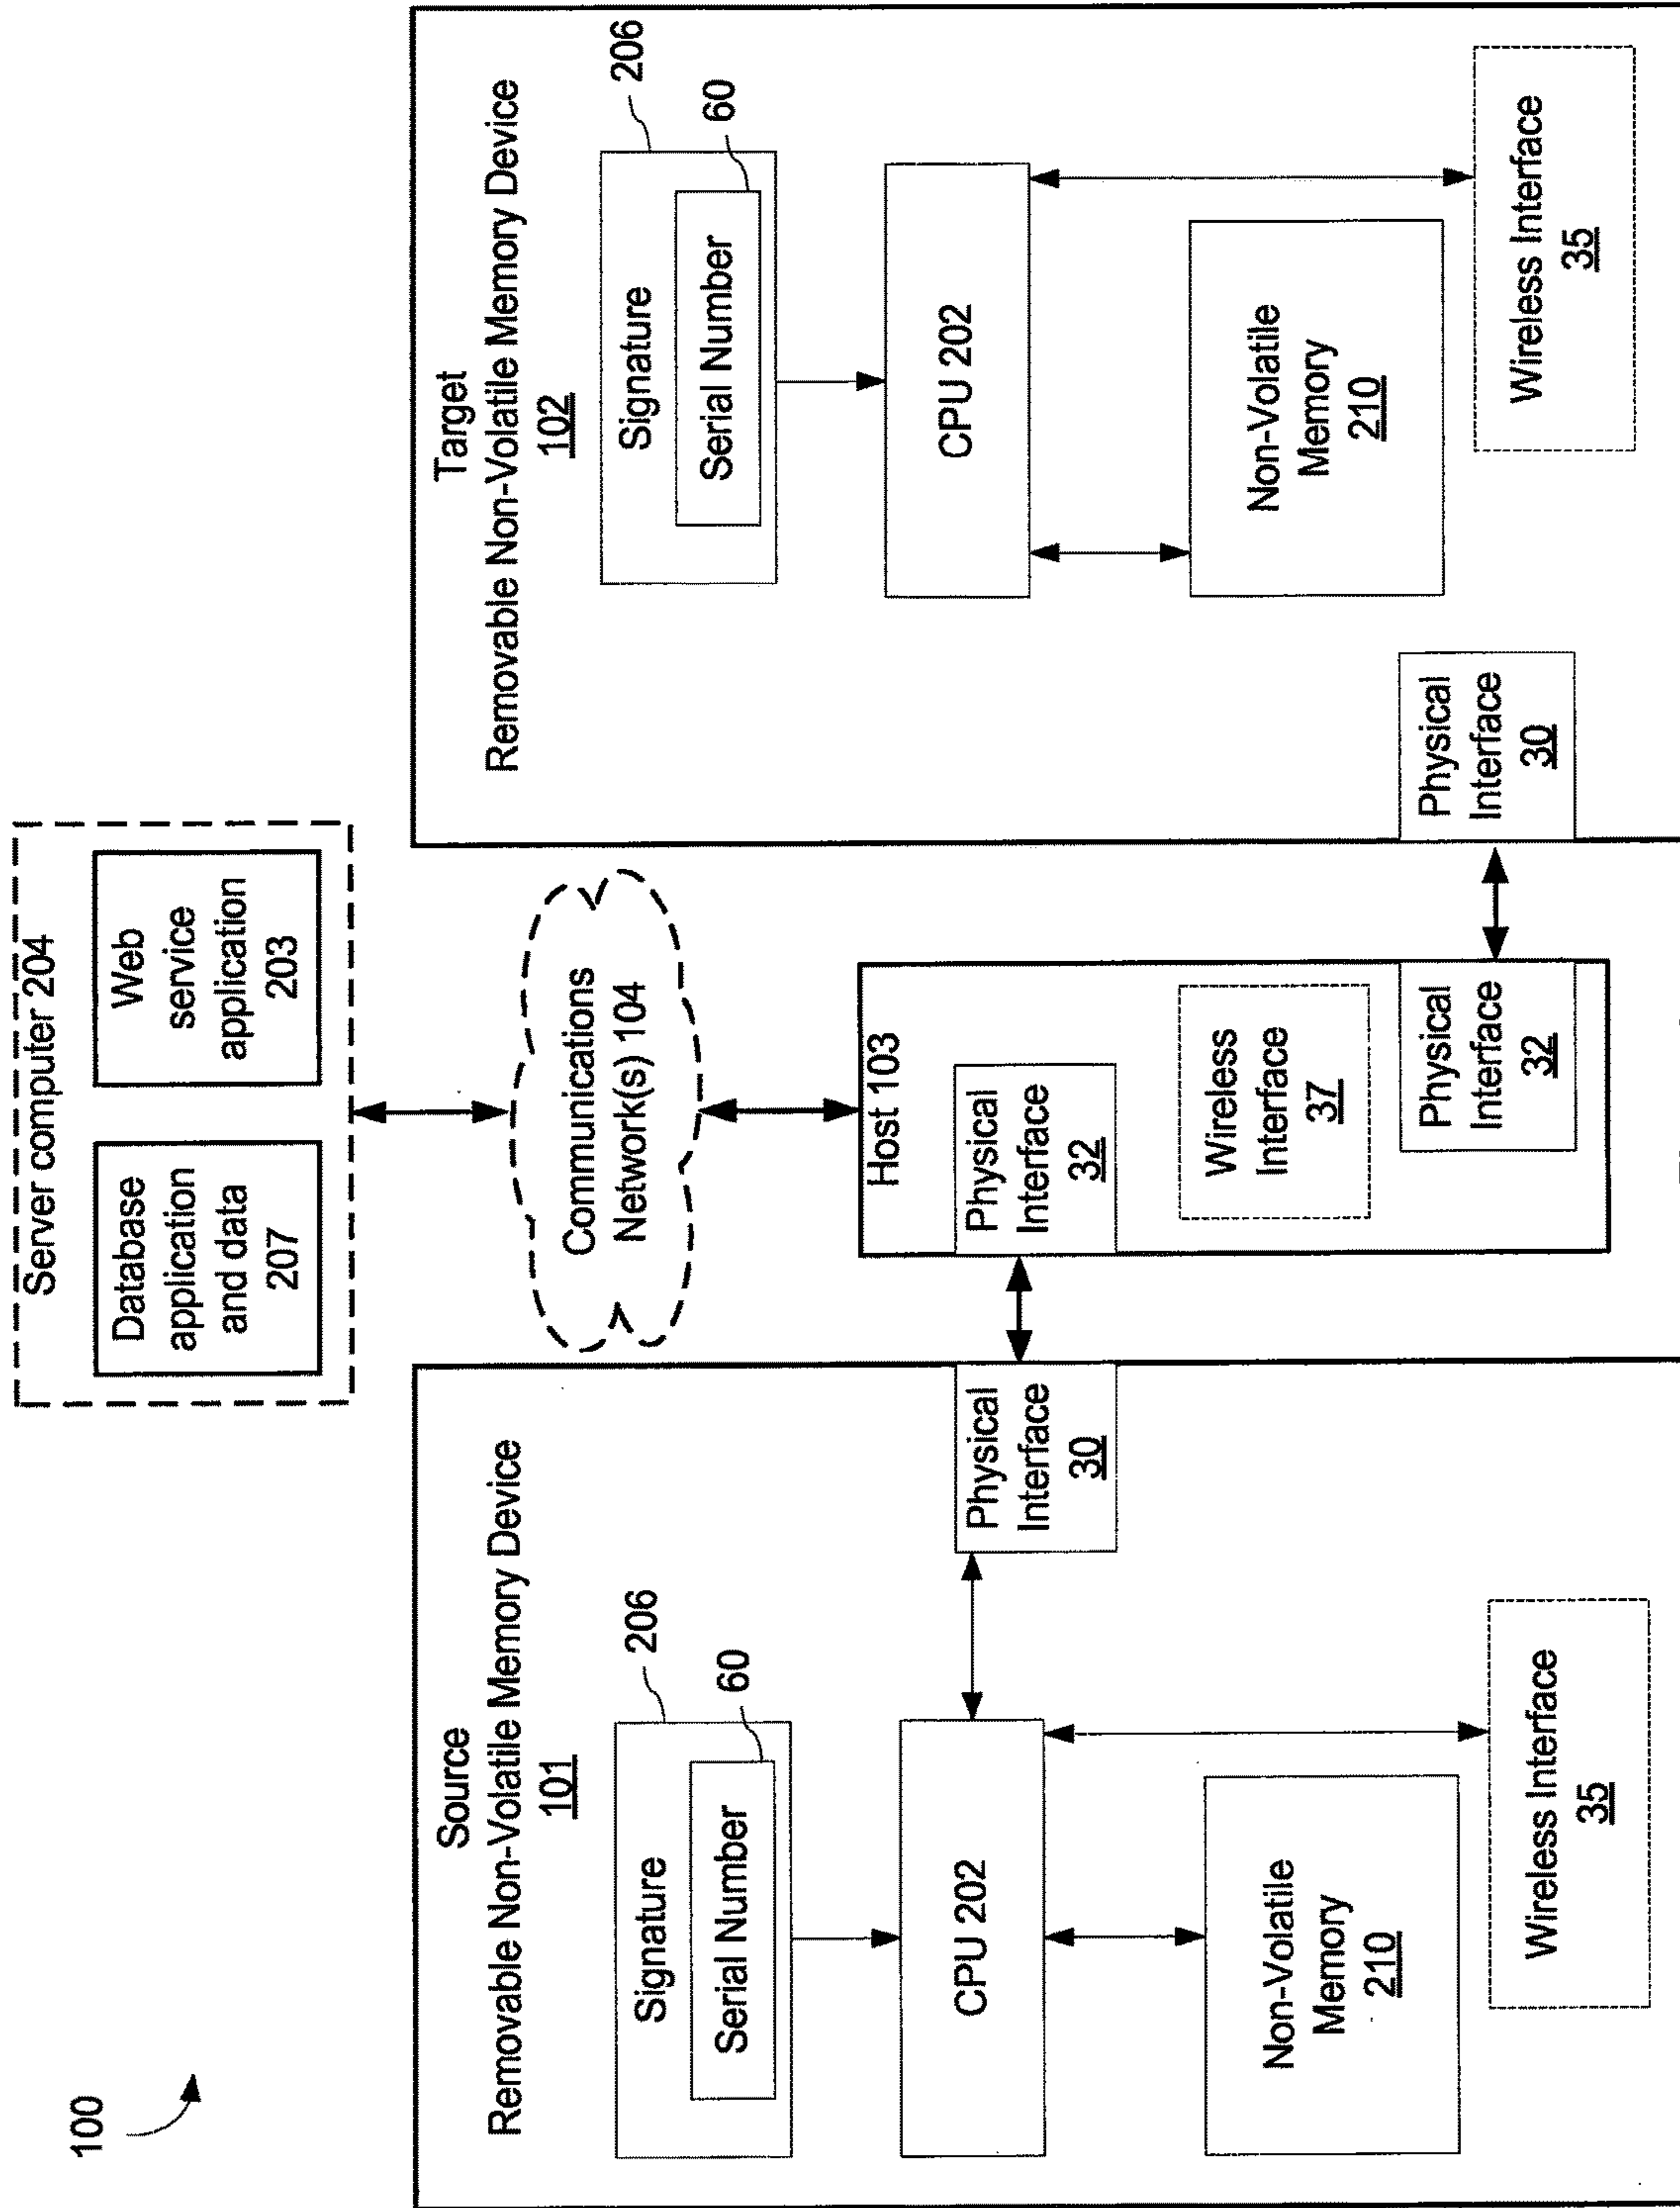 100
Server computer 204
Database
application
and data
207
Web
service
application
203
Communications
Network(s) 104
Source
Removable Non-Volatile Memory Device
101
206
Signature
60
Serial Number
CPU 202
Physical
Interface
30
Non-Volatile
Memory
210
Wireless Interface
35
Host 103
Physical
Interface
32
Wireless
Interface
37
Physical
Interface
32
Target
Removable Non-Volatile Memory Device
102
206
Signature
60
Serial Number
CPU 202
Non-Volatile
Memory
210
Physical
Interface
30
Wireless Interface
35